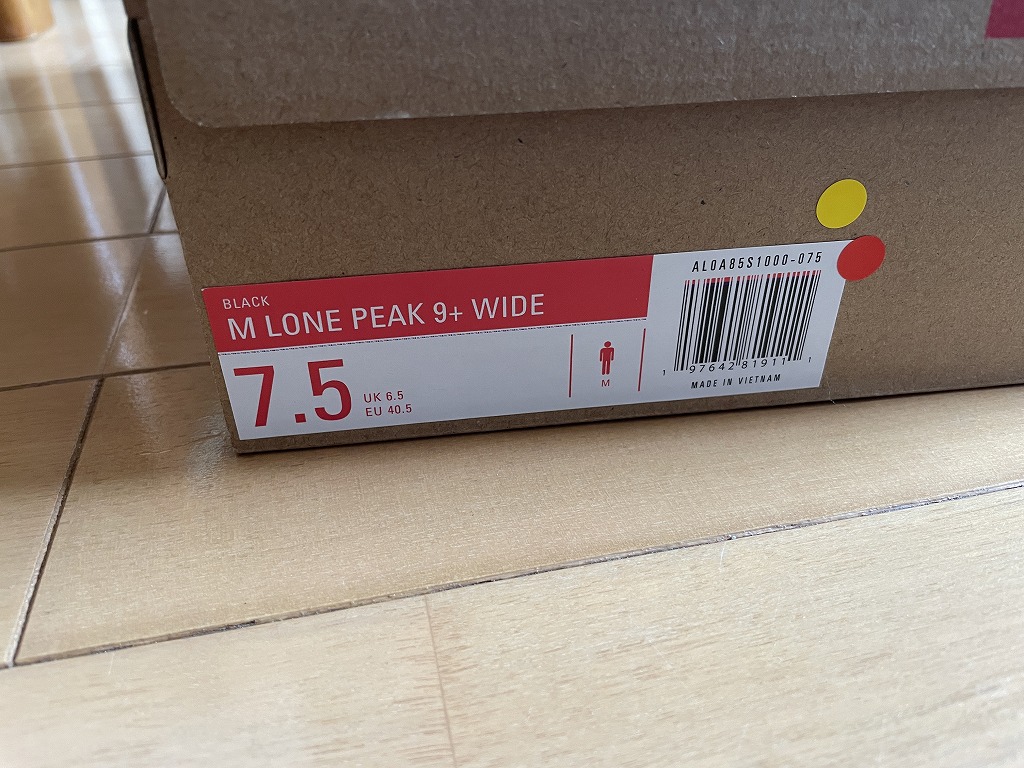 BLACK
M LONE PEAK 9+ WIDE
7.5
UK 6.5
EU 40.5
M
AL0A85S1000-075
1 97642 81911 1
MADE IN VIETNAM